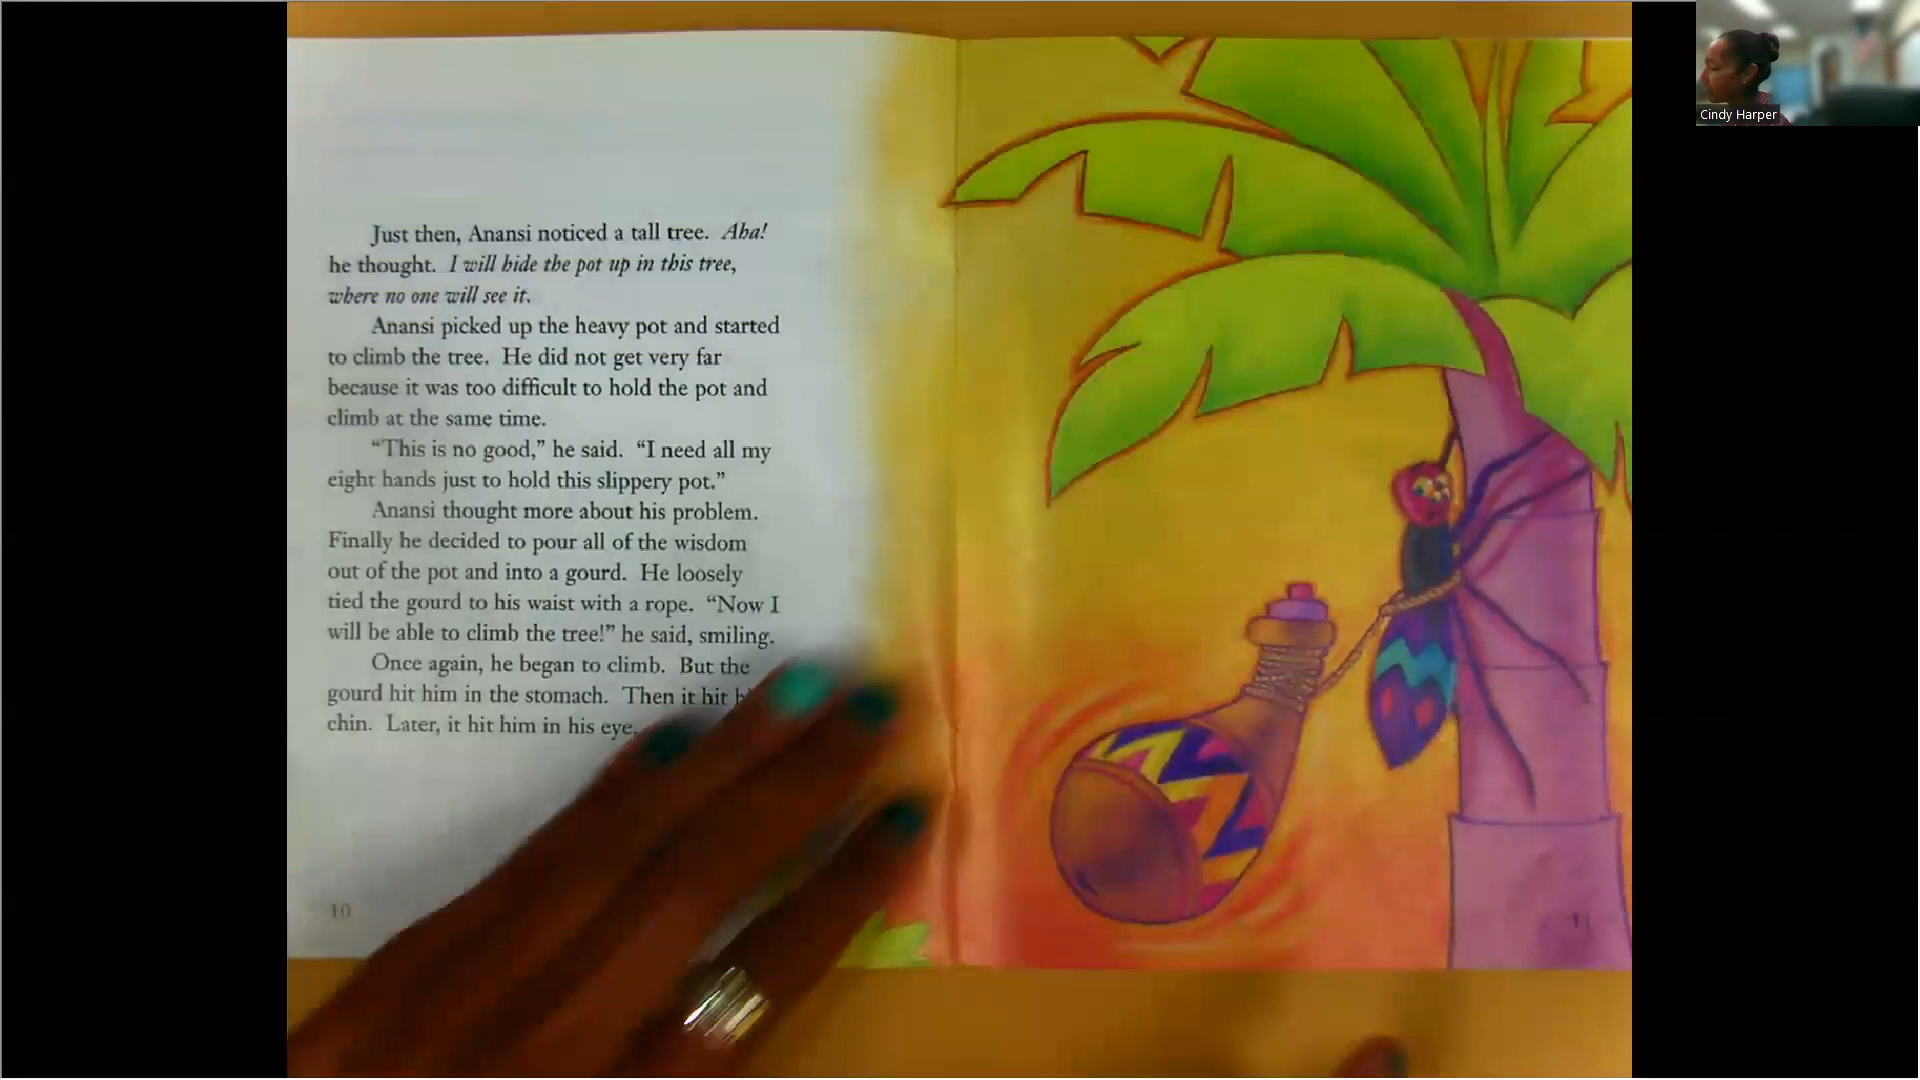 Just then, Anansi noticed a tall tree. Aha!
he thought. I will hide the pot up in this tree,
where no one will see it.
Anansi picked up the heavy pot and started
to climb the tree. He did not get very far
because it was too difficult to hold the pot and
climb at the same time.
“This is no good,” he said. “I need all my
eight hands just to hold this slippery pot.”
Anansi thought more about his problem.
Finally he decided to pour all of the wisdom
out of the pot and into a gourd. He loosely
tied the gourd to his waist with a rope. “Now I
will be able to climb the tree!” he said, smiling.
Once again, he began to climb. But the
gourd hit him in the stomach. Then it hit
chin. Later, it hit him in his eye.
10
11
Cindy Harper